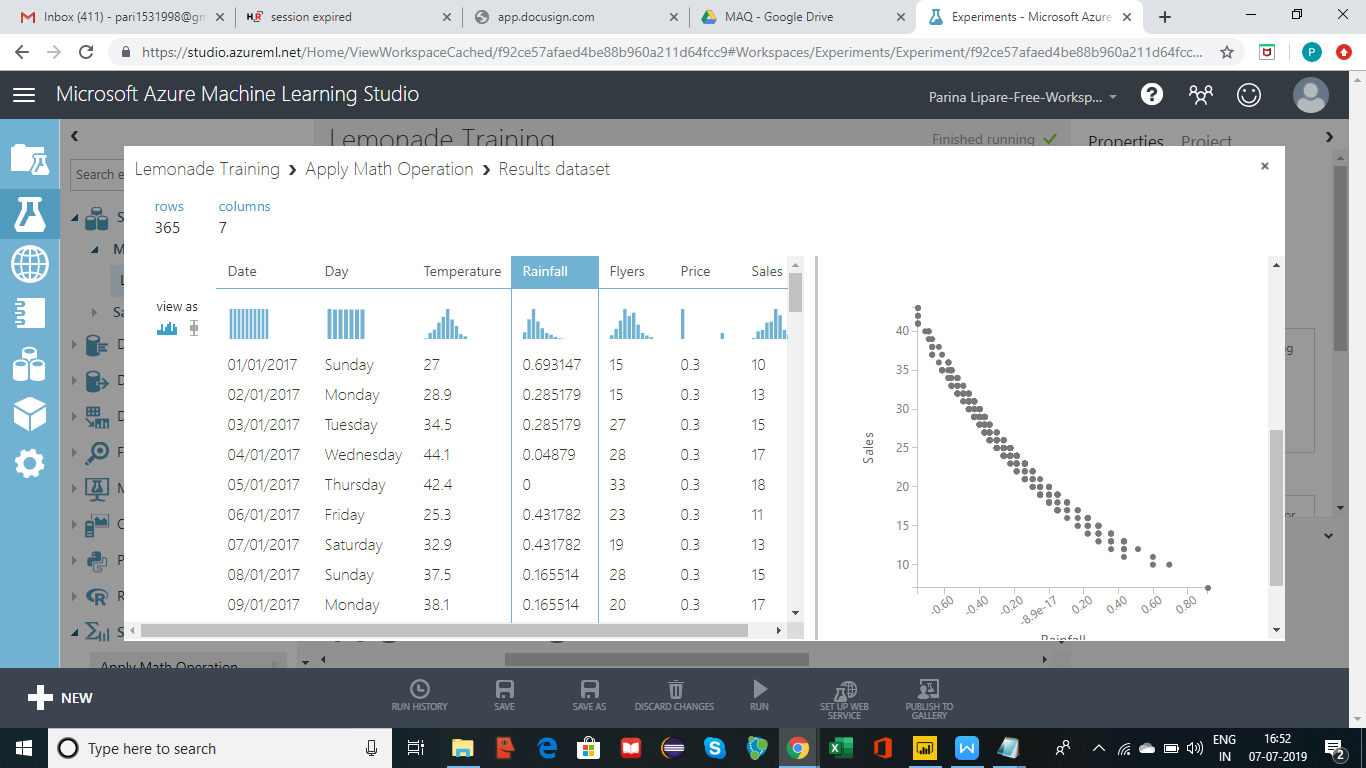 Inbox (411) - pari1531998@gm
session expired
app.docusign.com
MAQ - Google Drive
Experiments - Microsoft Azure
https://studio.azureml.net/Home/ViewWorkspaceCached/f92ce57afaed4be88b960a211d64fcc9#Workspaces/Experiments/Experiment/f92ce57afaed4be88b960a211d64fcc...
P
Microsoft Azure Machine Learning Studio
Parina Lipare-Free-Worksp...
Lemonade Training
Finished running
Properties Project
Search e
Lemonade Training › Apply Math Operation › Results dataset
rows columns
365 7
Date Day Temperature Rainfall Flyers Price Sales
view as
01/01/2017 Sunday 27 0.693147 15 0.3 10
02/01/2017 Monday 28.9 0.285179 15 0.3 13
03/01/2017 Tuesday 34.5 0.285179 27 0.3 15
04/01/2017 Wednesday 44.1 0.04879 28 0.3 17
05/01/2017 Thursday 42.4 0 33 0.3 18
06/01/2017 Friday 25.3 0.431782 23 0.3 11
07/01/2017 Saturday 32.9 0.431782 19 0.3 13
08/01/2017 Sunday 37.5 0.165514 28 0.3 15
09/01/2017 Monday 38.1 0.165514 20 0.3 17
40
35
30
25
20
15
10
Sales
-0.60 -0.40 -0.20 -8.9e-17 0.20 0.40 0.60 0.80
Rainfall
Apply Math Operation
NEW
RUN HISTORY
SAVE
SAVE AS
DISCARD CHANGES
RUN
SET UP WEB SERVICE
PUBLISH TO GALLERY
Type here to search
ENG
IN
16:52
07-07-2019
2